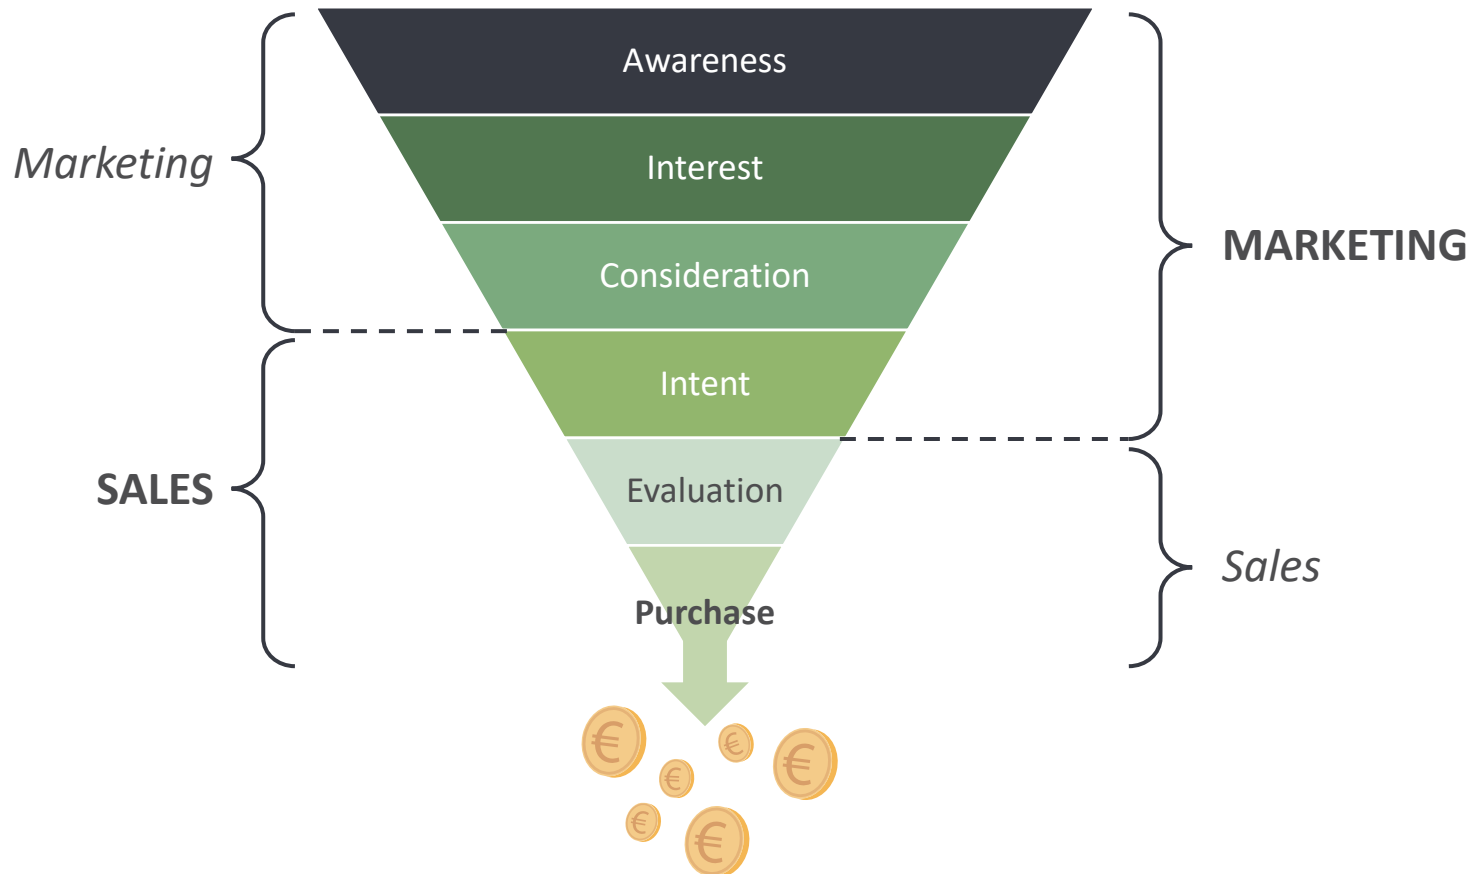 Awareness
Marketing
Interest
Consideration
MARKETING
Intent
SALES
Evaluation
Sales
Purchase
€
€
€
€
€
€